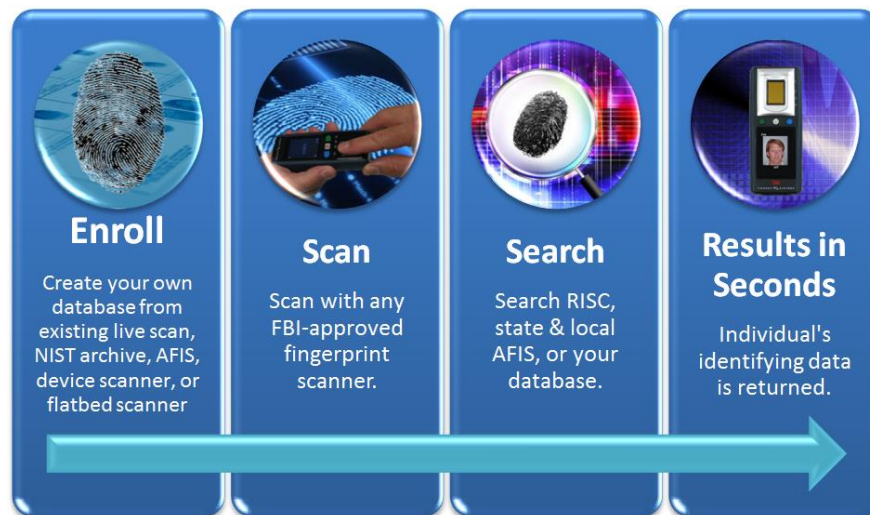 Enroll
Create your own
database from
existing live scan,
NIST archive, AFIS,
device scanner, or
flatbed scanner
Scan
Scan with any
FBI-approved
fingerprint
scanner.
Search
Search RISC,
state & local
AFIS, or your
database.
Results in
Seconds
Individual's
identifying data
is returned.